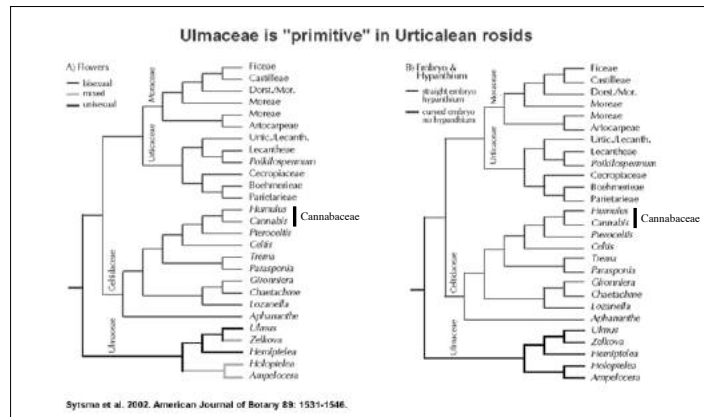 Ulmaceae is "primitive" in Urticalean rosids
A) Flowers
bisexual
mixed
unisexual
Moraceae
Urticaceae
Celtidaceae
Ulmaceae
Ficeae
Castilleae
Dorst./Mor.
Moreae
Moreae
Artocarpeae
Urtic./Lecanth.
Lecantheae
Poikilospermum
Cecropiaceae
Boehmerieae
Parietarieae
Humulus
Cannabis
Cannabaceae
Pteroceltis
Celtis
Trema
Parasponia
Gironniera
Chaetachme
Lozanella
Aphananthe
Ulmus
Zelkova
Hemiptelea
Holoptelea
Ampelocera
B) Embryo &
Hypanthium
straight embryo
hypanthium
curved embryo
no hypanthium
Moraceae
Urticaceae
Celtidaceae
Ulmaceae
Ficeae
Castilleae
Dorst./Mor.
Moreae
Moreae
Artocarpeae
Urtic./Lecanth.
Lecantheae
Poikilospermum
Cecropiaceae
Boehmerieae
Parietarieae
Humulus
Cannabis
Cannabaceae
Pteroceltis
Celtis
Trema
Parasponia
Gironniera
Chaetachme
Lozanella
Aphananthe
Ulmus
Zelkova
Hemiptelea
Holoptelea
Ampelocera
Sytsma et al. 2002. American Journal of Botany 89: 1531-1546.